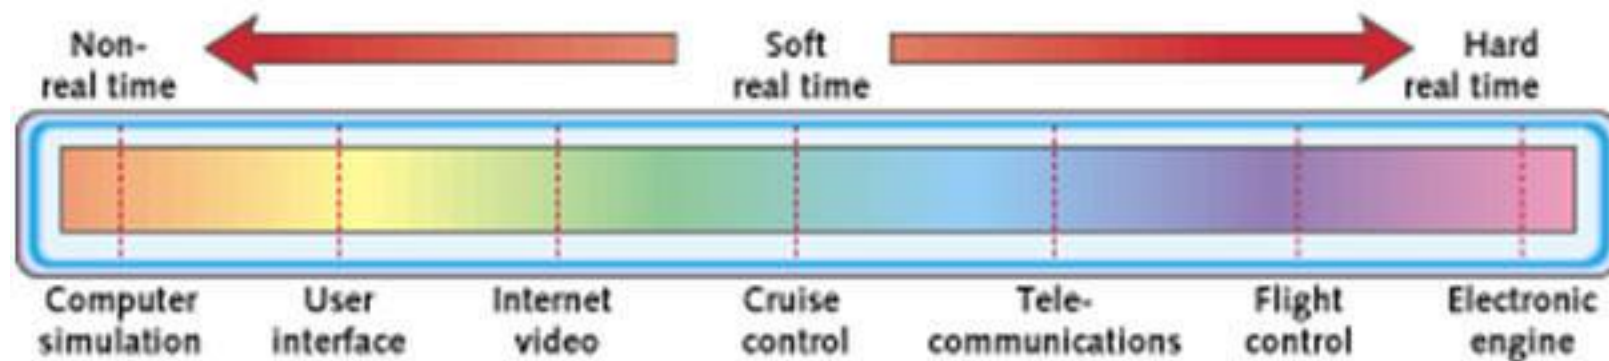 Non-
real time
Soft
real time
Hard
real time
Computer
simulation
User
interface
Internet
video
Cruise
control
Tele-
communications
Flight
control
Electronic
engine